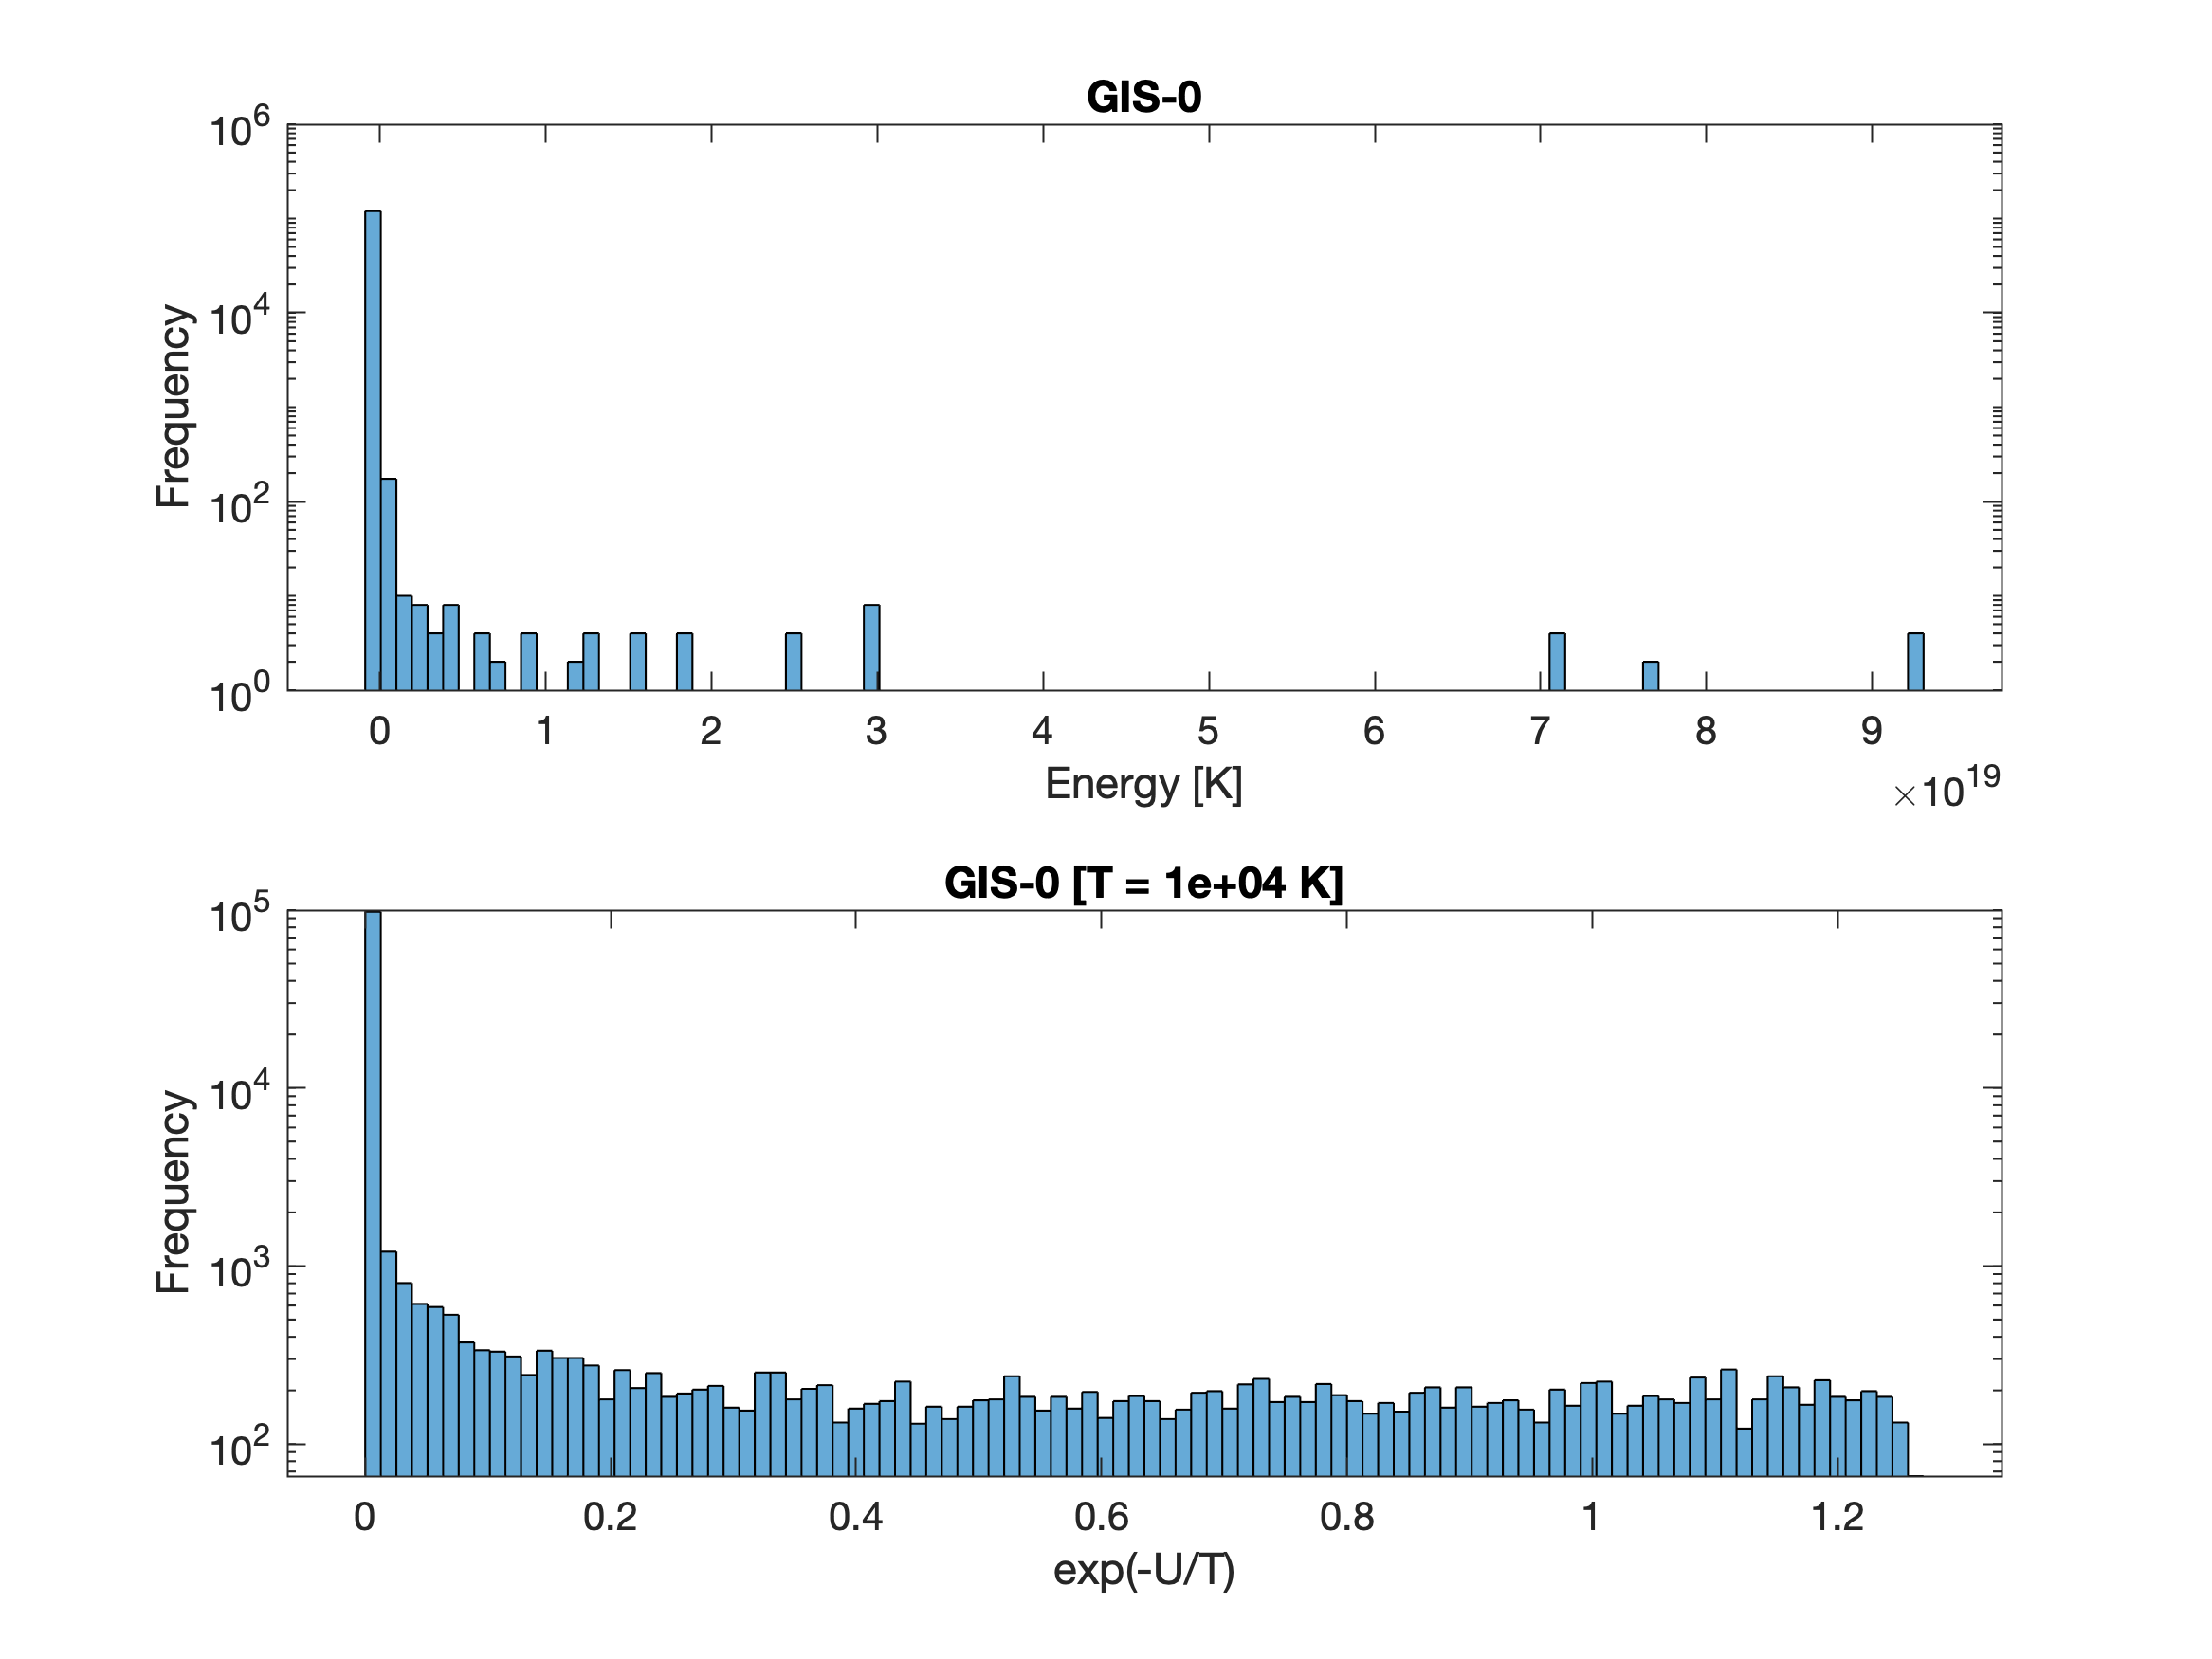 GIS-0
Frequency
10^6
10^4
10^2
10^0
0 1 2 3 4 5 6 7 8 9
Energy [K]
×10^19
GIS-0 [T = 1e+04 K]
Frequency
10^5
10^4
10^3
10^2
0 0.2 0.4 0.6 0.8 1 1.2
exp(-U/T)